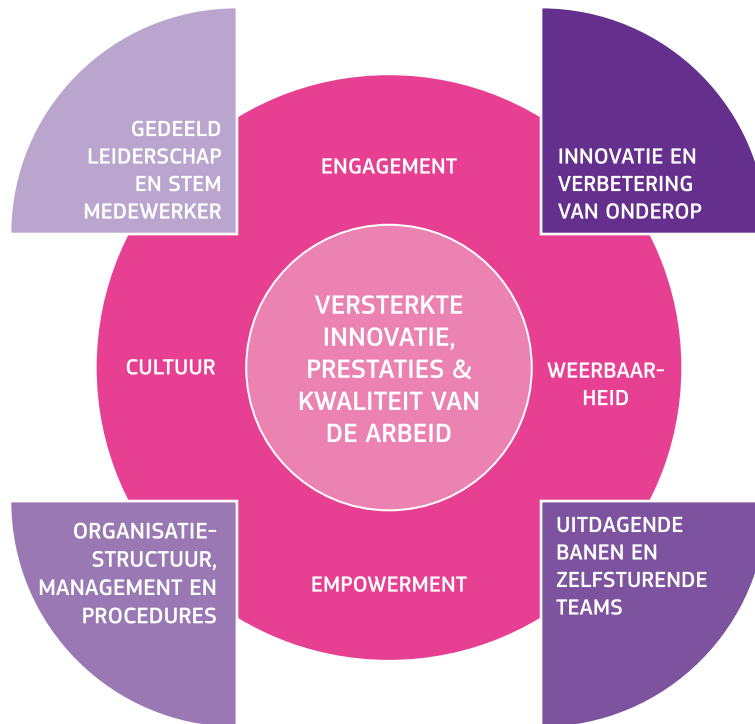 GEDEELD
LEIDERSCHAP
EN STEM
MEDEWERKER
ENGAGEMENT
INNOVATIE EN
VERBETERING
VAN ONDEROP
CULTUUR
VERSTERKTE
INNOVATIE,
PRESTATIES &
KWALITEIT VAN
DE ARBEID
WEERBAAR-
HEID
ORGANISATIE-
STRUCTUUR,
MANAGEMENT EN
PROCEDURES
EMPOWERMENT
UITDAGENDE
BANEN EN
ZELFSTURENDE
TEAMS